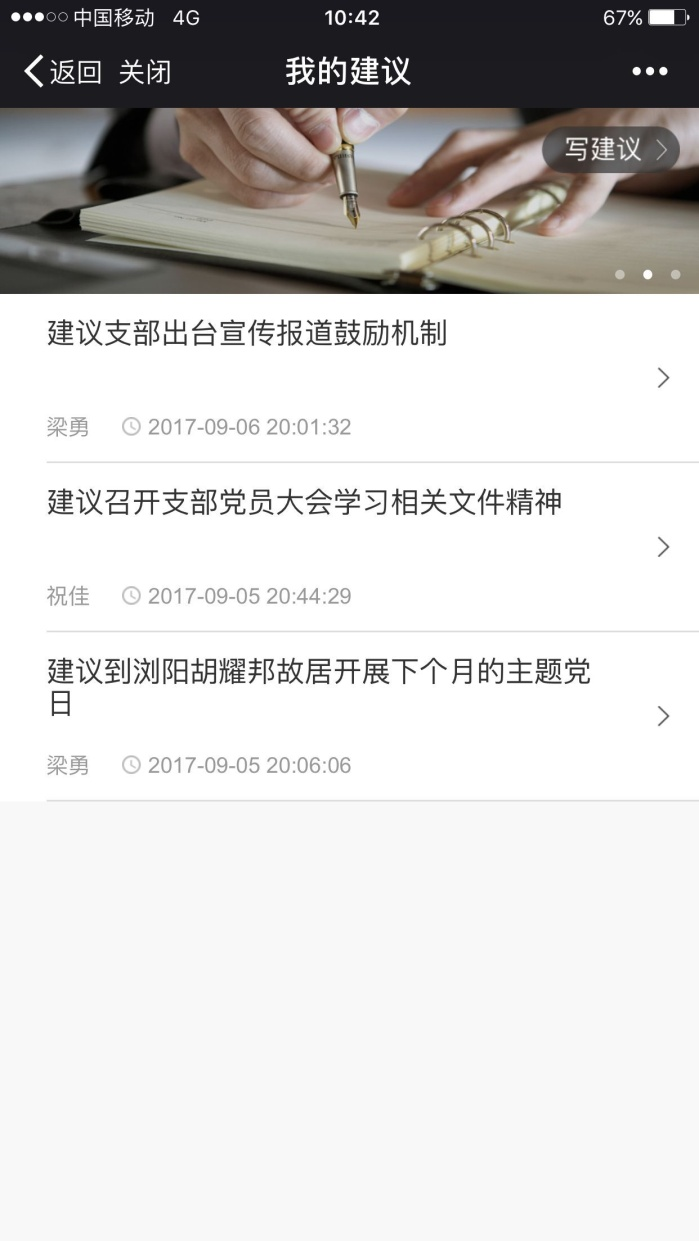 中国移动 4G 10:42 67%
返回 关闭 我的建议
写建议
建议支部出台宣传报道鼓励机制
梁勇 2017-09-06 20:01:32
建议召开支部党员大会学习相关文件精神
祝佳 2017-09-05 20:44:29
建议到浏阳胡耀邦故居开展下个月的主题党
日
梁勇 2017-09-05 20:06:06